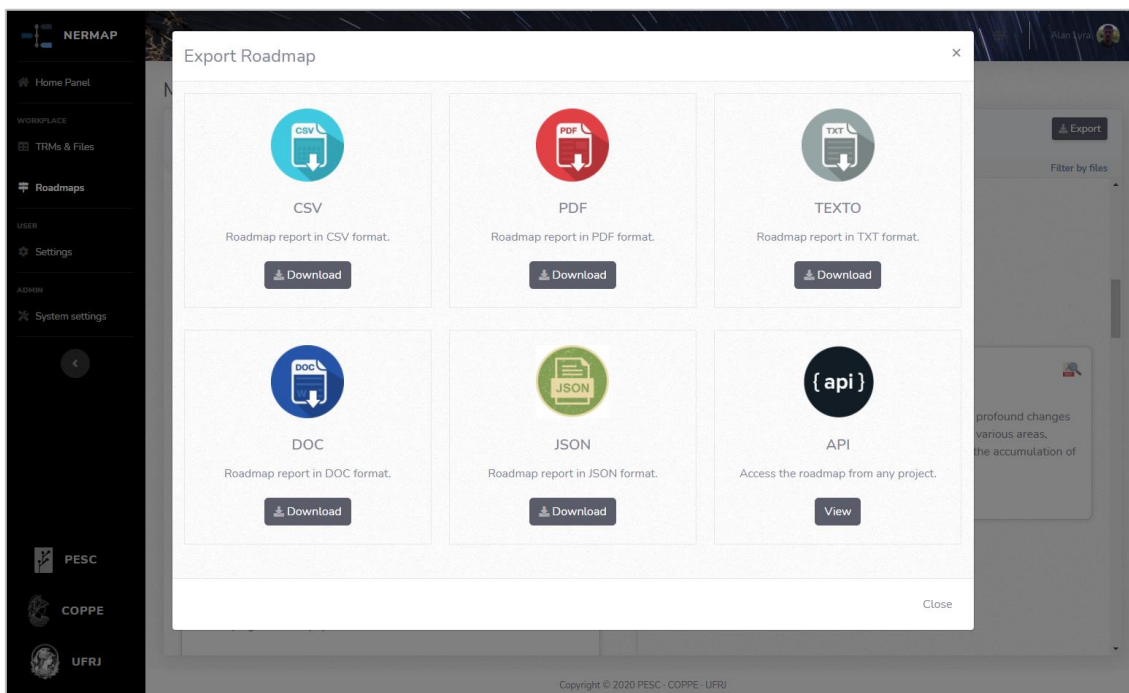 NERMAP
Alan Lyra
Home Panel
WORKPLACE
TRMs & Files
Roadmaps
USER
Settings
ADMIN
System settings
PESC
COPPE
UFRJ
Export
Filter by files
Export Roadmap
×
CSV
CSV
Roadmap report in CSV format.
Download
PDF
PDF
Roadmap report in PDF format.
Download
TXT
TEXTO
Roadmap report in TXT format.
Download
DOC
W
DOC
Roadmap report in DOC format.
Download
JSON
JSON
Roadmap report in JSON format.
Download
{api}
API
Access the roadmap from any project.
View
Close
profound changes
various areas,
the accumulation of
Copyright © 2020 PESC - COPPE - UFRJ